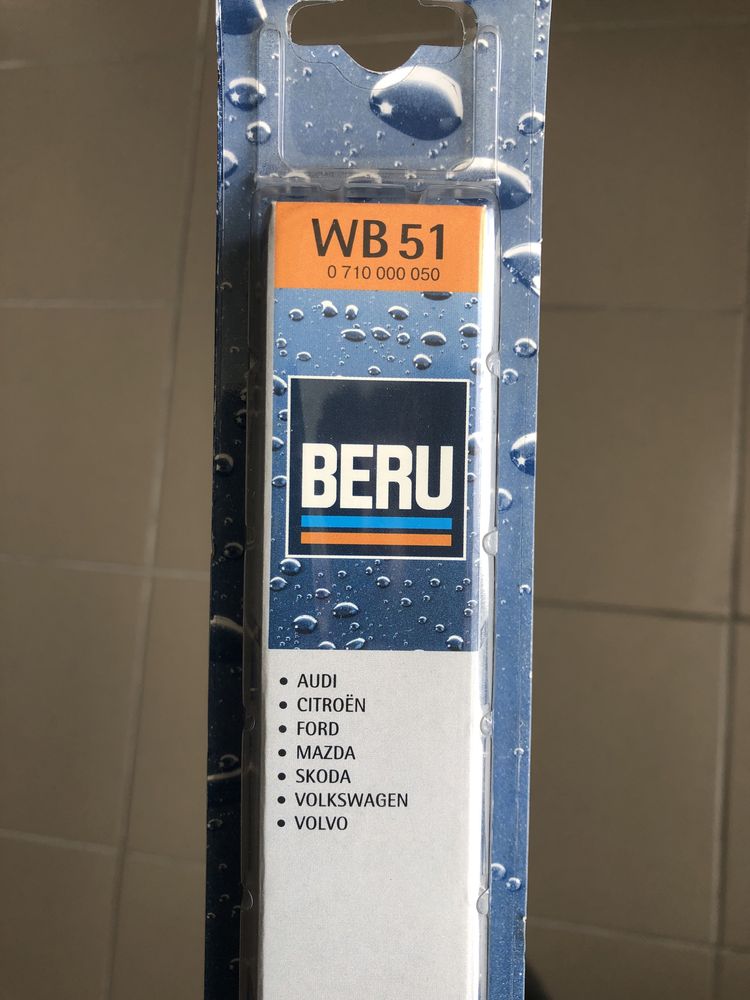 WB 51
0 710 000 050
BERU
• AUDI
• CITROËN
• FORD
• MAZDA
• SKODA
• VOLKSWAGEN
• VOLVO